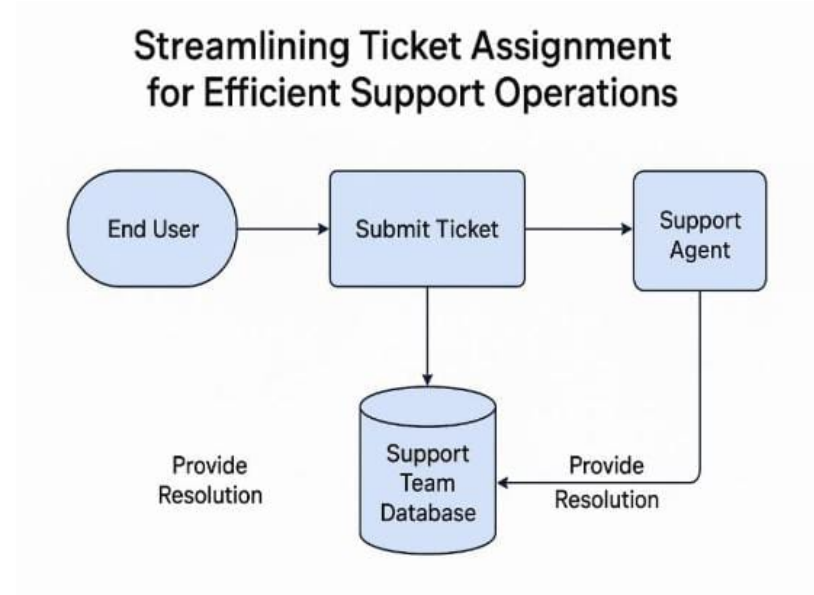 Streamlining Ticket Assignment
for Efficient Support Operations
End User
Submit Ticket
Support
Agent
Support
Team
Database
Provide
Resolution
Provide
Resolution